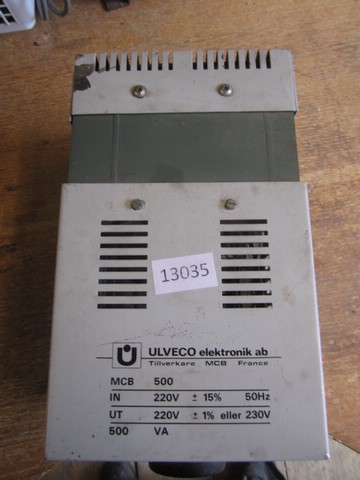 13035
ULVECO elektronik ab
Tillverkare MCB France
MCB 500
IN 220V ± 15% 50Hz
UT 220V ± 1% eller 230V
500 VA